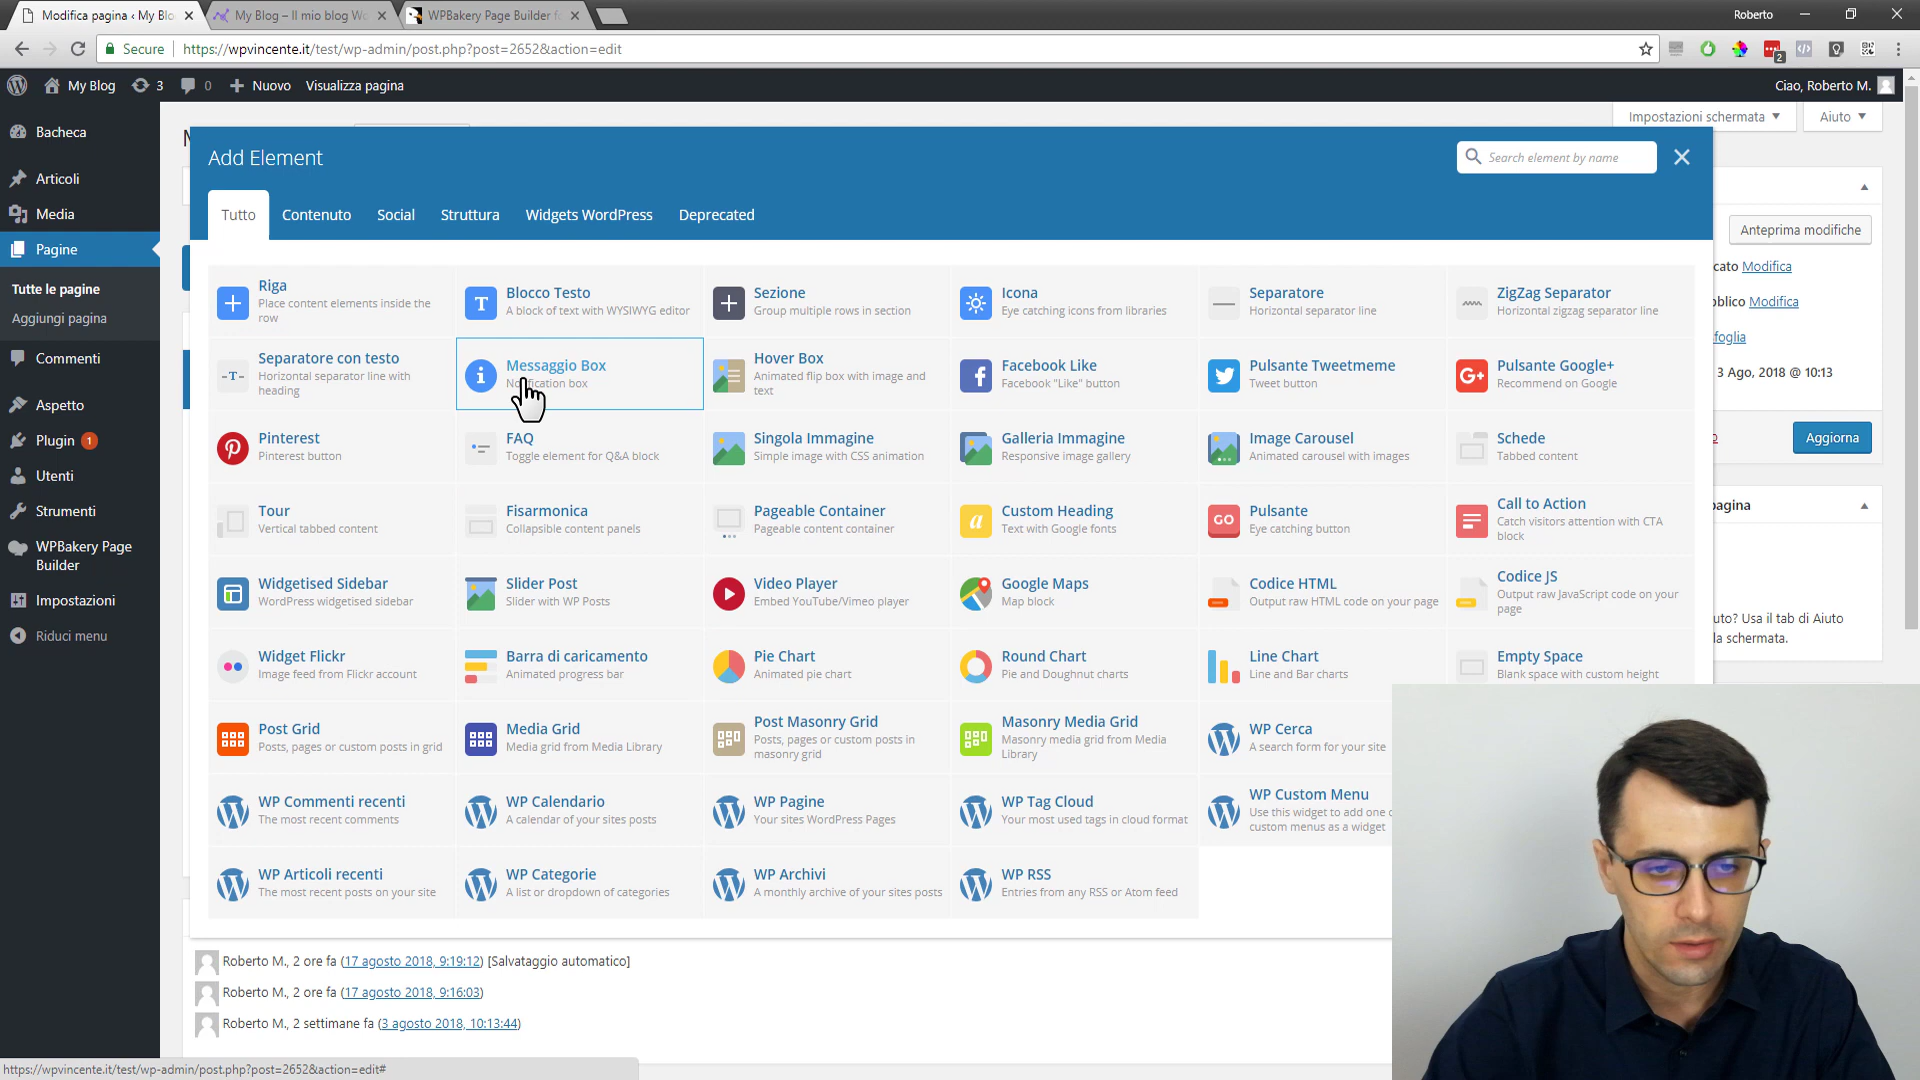 Modifica pagina ‹ My Blo
My Blog – Il mio blog Wo
WPBakery Page Builder fo
Roberto
Secure
https://wpvincente.it/test/wp-admin/post.php?post=2652&action=edit
2
My Blog
3
0
Nuovo
Visualizza pagina
Ciao, Roberto M.
Bacheca
Articoli
Media
Pagine
Tutte le pagine
Aggiungi pagina
Commenti
Aspetto
Plugin 1
Utenti
Strumenti
WPBakery Page
Builder
Impostazioni
Riduci menu
Impostazioni schermata
Aiuto
Add Element
Search element by name
Tutto
Contenuto
Social
Struttura
Widgets WordPress
Deprecated
Riga
Place content elements inside the
row
Blocco Testo
A block of text with WYSIWYG editor
Sezione
Group multiple rows in section
Icona
Eye catching icons from libraries
Separatore
Horizontal separator line
ZigZag Separator
Horizontal zigzag separator line
Separatore con testo
Horizontal separator line with
heading
Messaggio Box
Hover Box
Animated flip box with image and
text
Facebook Like
Facebook "Like" button
Pulsante Tweetmeme
Tweet button
Pulsante Google+
Recommend on Google
Pinterest
Pinterest button
FAQ
Toggle element for Q&A block
Singola Immagine
Simple image with CSS animation
Galleria Immagine
Responsive image gallery
Image Carousel
Animated carousel with images
Schede
Tabbed content
Tour
Vertical tabbed content
Fisarmonica
Collapsible content panels
Pageable Container
Pageable content container
Custom Heading
Text with Google fonts
GO
Pulsante
Eye catching button
Call to Action
Catch visitors attention with CTA
block
Widgetised Sidebar
WordPress widgetised sidebar
Slider Post
Slider with WP Posts
Video Player
Embed YouTube/Vimeo player
Google Maps
Map block
Codice HTML
Output raw HTML code on your page
Codice JS
Output raw JavaScript code on your
page
Widget Flickr
Image feed from Flickr account
Barra di caricamento
Animated progress bar
Pie Chart
Animated pie chart
Round Chart
Pie and Doughnut charts
Line Chart
Line and Bar charts
Empty Space
Blank space with custom height
Post Grid
Posts, pages or custom posts in grid
Media Grid
Media grid from Media Library
Post Masonry Grid
Posts, pages or custom posts in
masonry grid
Masonry Media Grid
Masonry media grid from Media
Library
WP Cerca
A search form for your site
WP Commenti recenti
The most recent comments
WP Calendario
A calendar of your sites posts
WP Pagine
Your sites WordPress Pages
WP Tag Cloud
Your most used tags in cloud format
WP Custom Menu
Use this widget to add one
custom menus as a widget
WP Articoli recenti
The most recent posts on your site
WP Categorie
A list or dropdown of categories
WP Archivi
A monthly archive of your sites posts
WP RSS
Entries from any RSS or Atom feed
Anteprima modifiche
cato Modifica
bblico Modifica
sfoglia
3 Ago, 2018 @ 10:13
Aggiorna
pagina
uto? Usa il tab di Aiuto
la schermata.
Roberto M., 2 ore fa (17 agosto 2018, 9:19:12) [Salvataggio automatico]
Roberto M., 2 ore fa (17 agosto 2018, 9:16:03)
Roberto M., 2 settimane fa (3 agosto 2018, 10:13:44)
https://wpvincente.it/test/wp-admin/post.php?post=2652&action=edit#